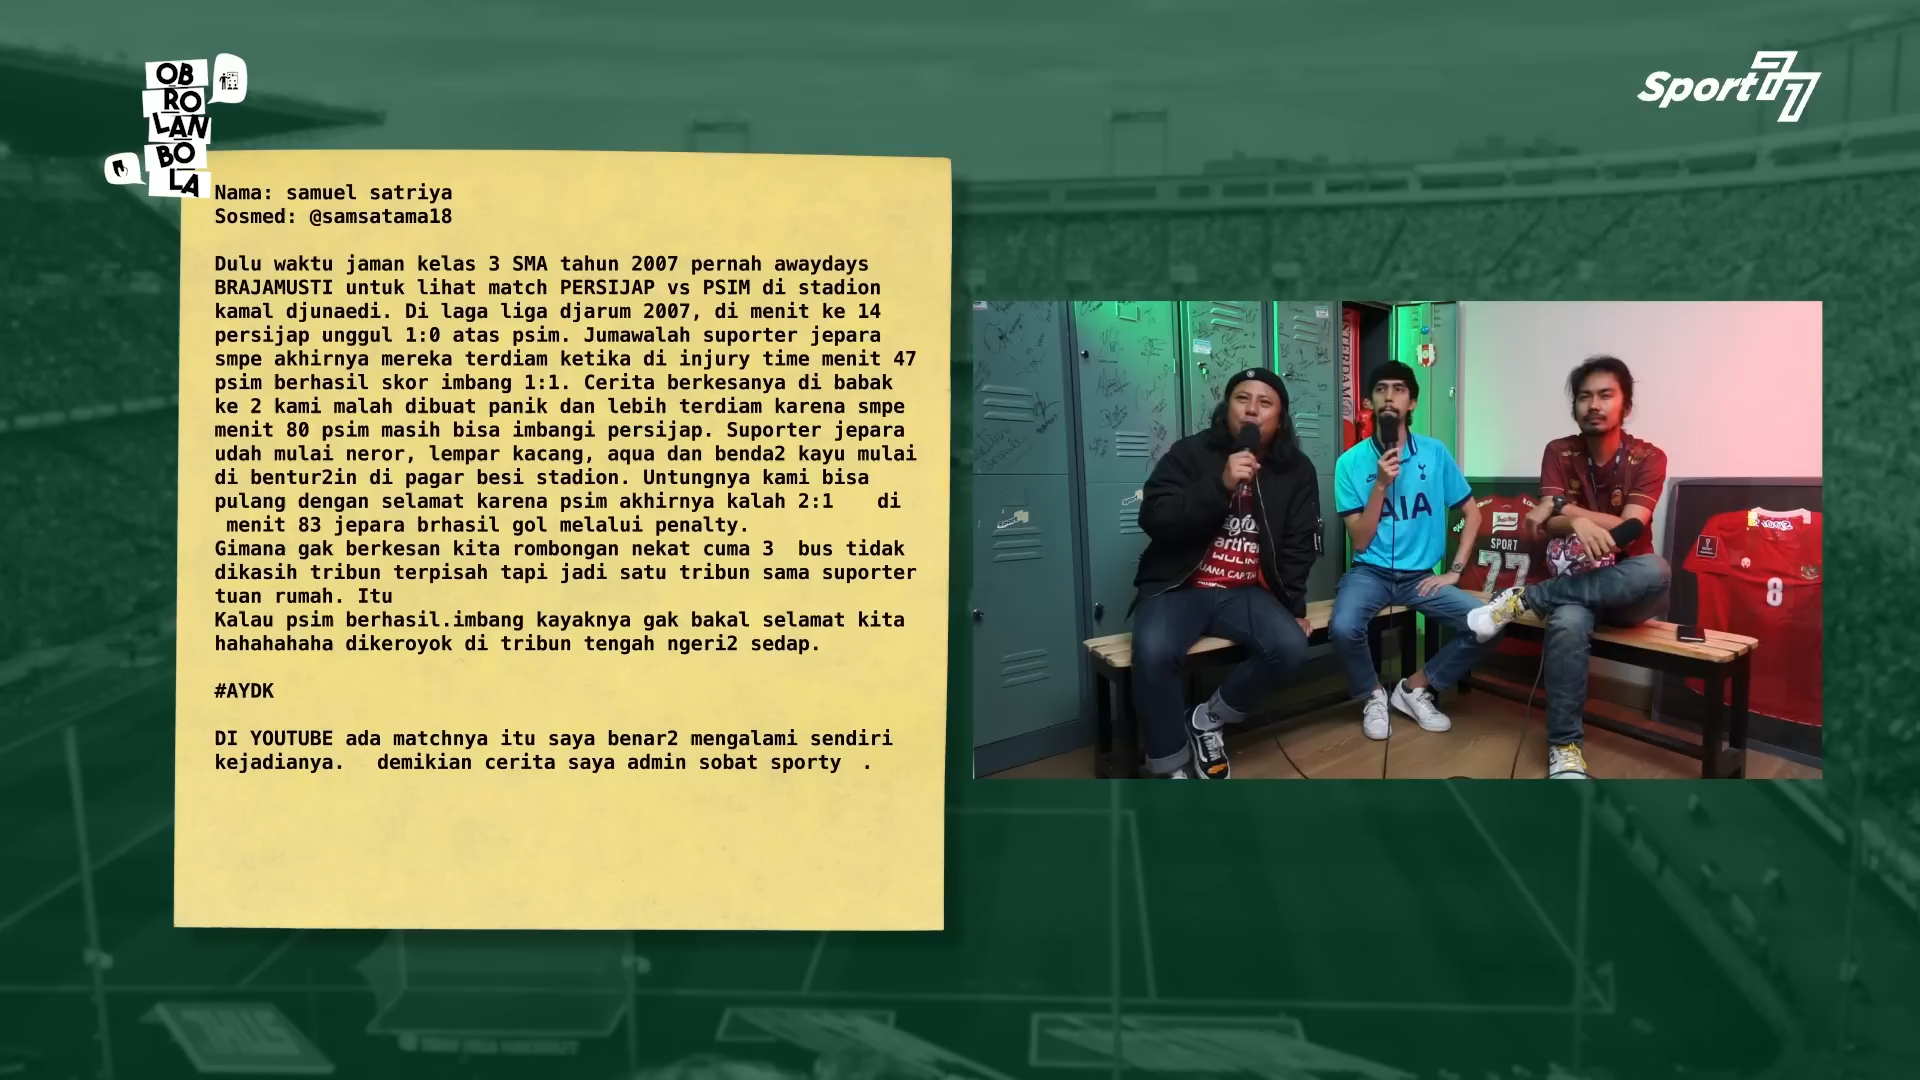 OB
RO
LAN
BO
LA
Sport77
Nama: samuel satriya
Sosmed: @samsatama18
Dulu waktu jaman kelas 3 SMA tahun 2007 pernah awaydays
BRAJAMUSTI untuk lihat match PERSIJAP vs PSIM di stadion
kamal djunaedi. Di laga liga djarum 2007, di menit ke 14
persijap unggul 1:0 atas psim. Jumawalah suporter jepara
smpe akhirnya mereka terdiam ketika di injury time menit 47
psim berhasil skor imbang 1:1. Cerita berkesanya di babak
ke 2 kami malah dibuat panik dan lebih terdiam karena smpe
menit 80 psim masih bisa imbangi persijap. Suporter jepara
udah mulai neror, lempar kacang, aqua dan benda2 kayu mulai
di bentur2in di pagar besi stadion. Untungnya kami bisa
pulang dengan selamat karena psim akhirnya kalah 2:1 di
menit 83 jepara brhasil gol melalui penalty.
Gimana gak berkesan kita rombongan nekat cuma 3 bus tidak
dikasih tribun terpisah tapi jadi satu tribun sama suporter
tuan rumah. Itu
Kalau psim berhasil.imbang kayaknya gak bakal selamat kita
hahahahaha dikeroyok di tribun tengah ngeri2 sedap.
#AYDK
DI YOUTUBE ada matchnya itu saya benar2 mengalami sendiri
kejadianya. demikian cerita saya admin sobat sporty .
AIA
SPORT
77
8